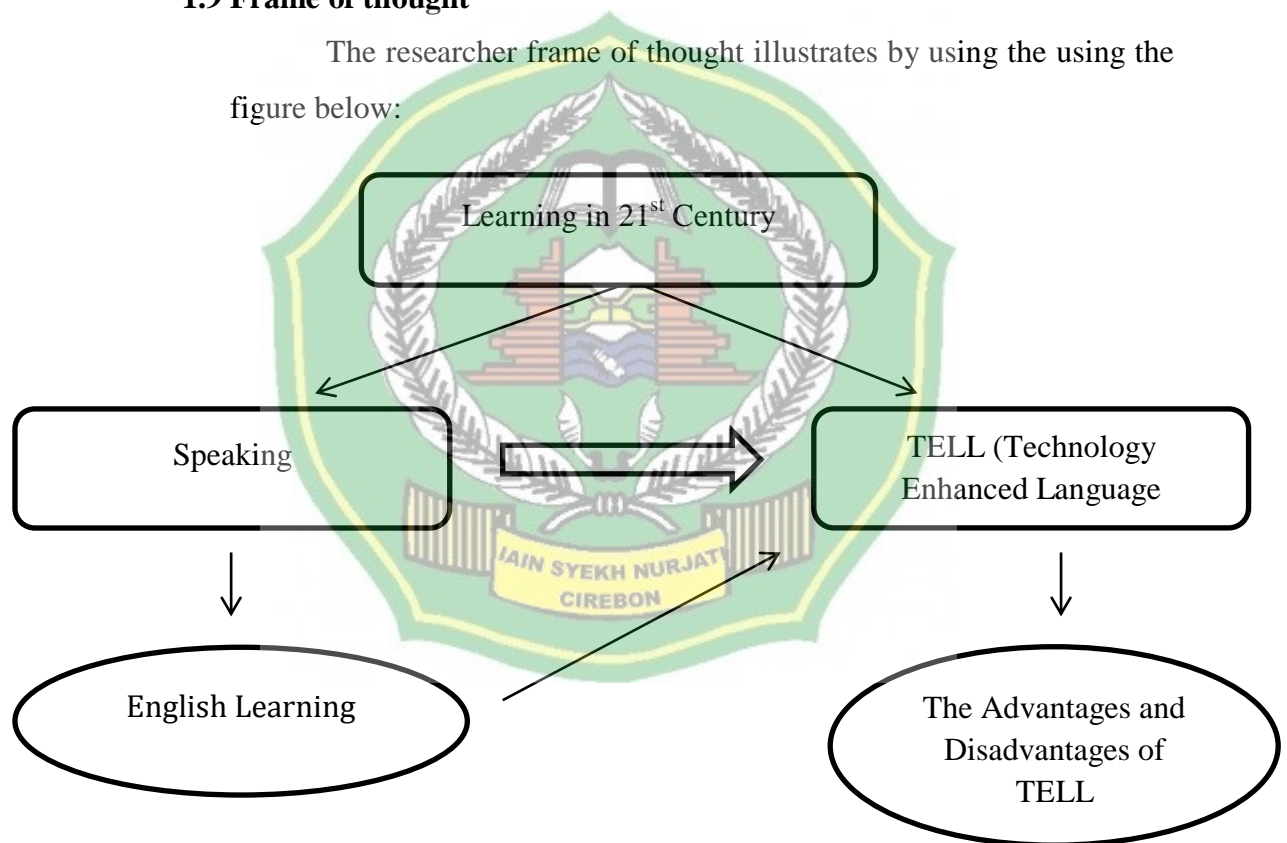 1.9 Frame of thought
The researcher frame of thought illustrates by using the using the
figure below:
Learning in 21st Century
Speaking
TELL (Technology
Enhanced Language
IAIN SYEKH NURJATI
CIREBON
English Learning
The Advantages and
Disadvantages of
TELL